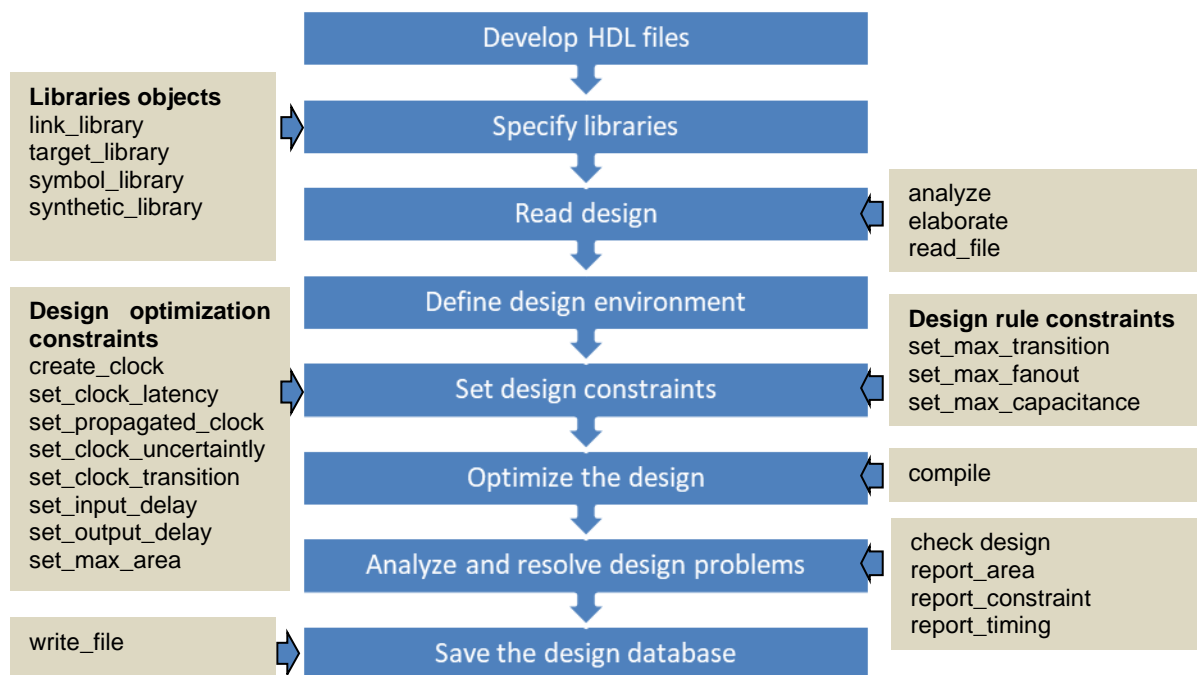 Develop HDL files
Libraries objects
link_library
target_library
symbol_library
synthetic_library
Specify libraries
Read design
analyze
elaborate
read_file
Define design environment
Design optimization
constraints
create_clock
set_clock_latency
set_propagated_clock
set_clock_uncertaintly
set_clock_transition
set_input_delay
set_output_delay
set_max_area
Design rule constraints
set_max_transition
set_max_fanout
set_max_capacitance
Set design constraints
Optimize the design
compile
Analyze and resolve design problems
check design
report_area
report_constraint
report_timing
write_file
Save the design database